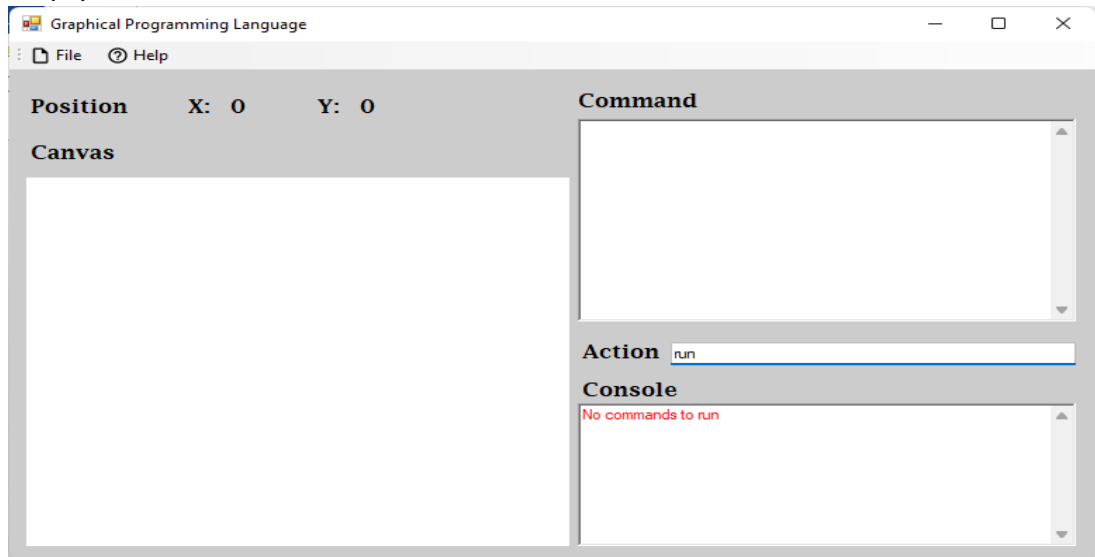 Graphical Programming Language
File Help
Position X: 0 Y: 0
Canvas
Command
Action run
Console
No commands to run